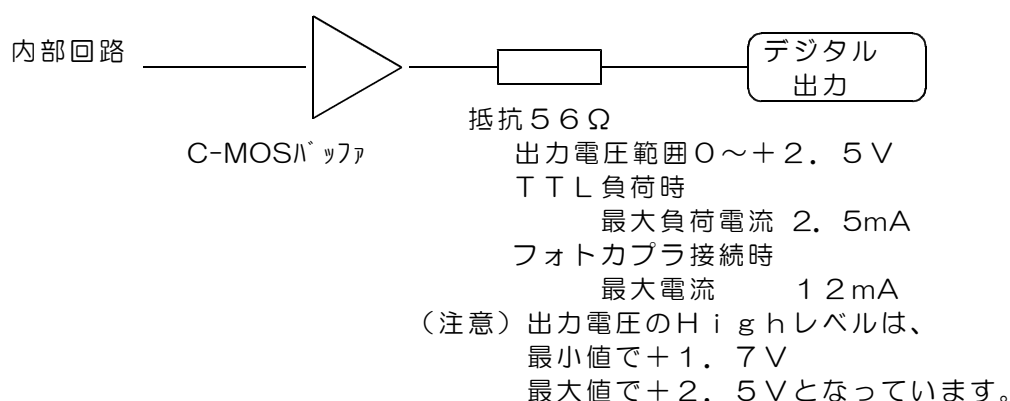 内部回路
デジタル
出力
抵抗５６Ω
C-MOSﾊﾞｯﾌｧ
出力電圧範囲０～＋２．５V
ＴＴＬ負荷時
最大負荷電流 ２．５mA
フォトカプラ接続時
最大電流　　１２mA
（注意）出力電圧のＨｉｇｈレベルは、
最小値で＋１．７Ｖ
最大値で＋２．５Ｖとなっています。